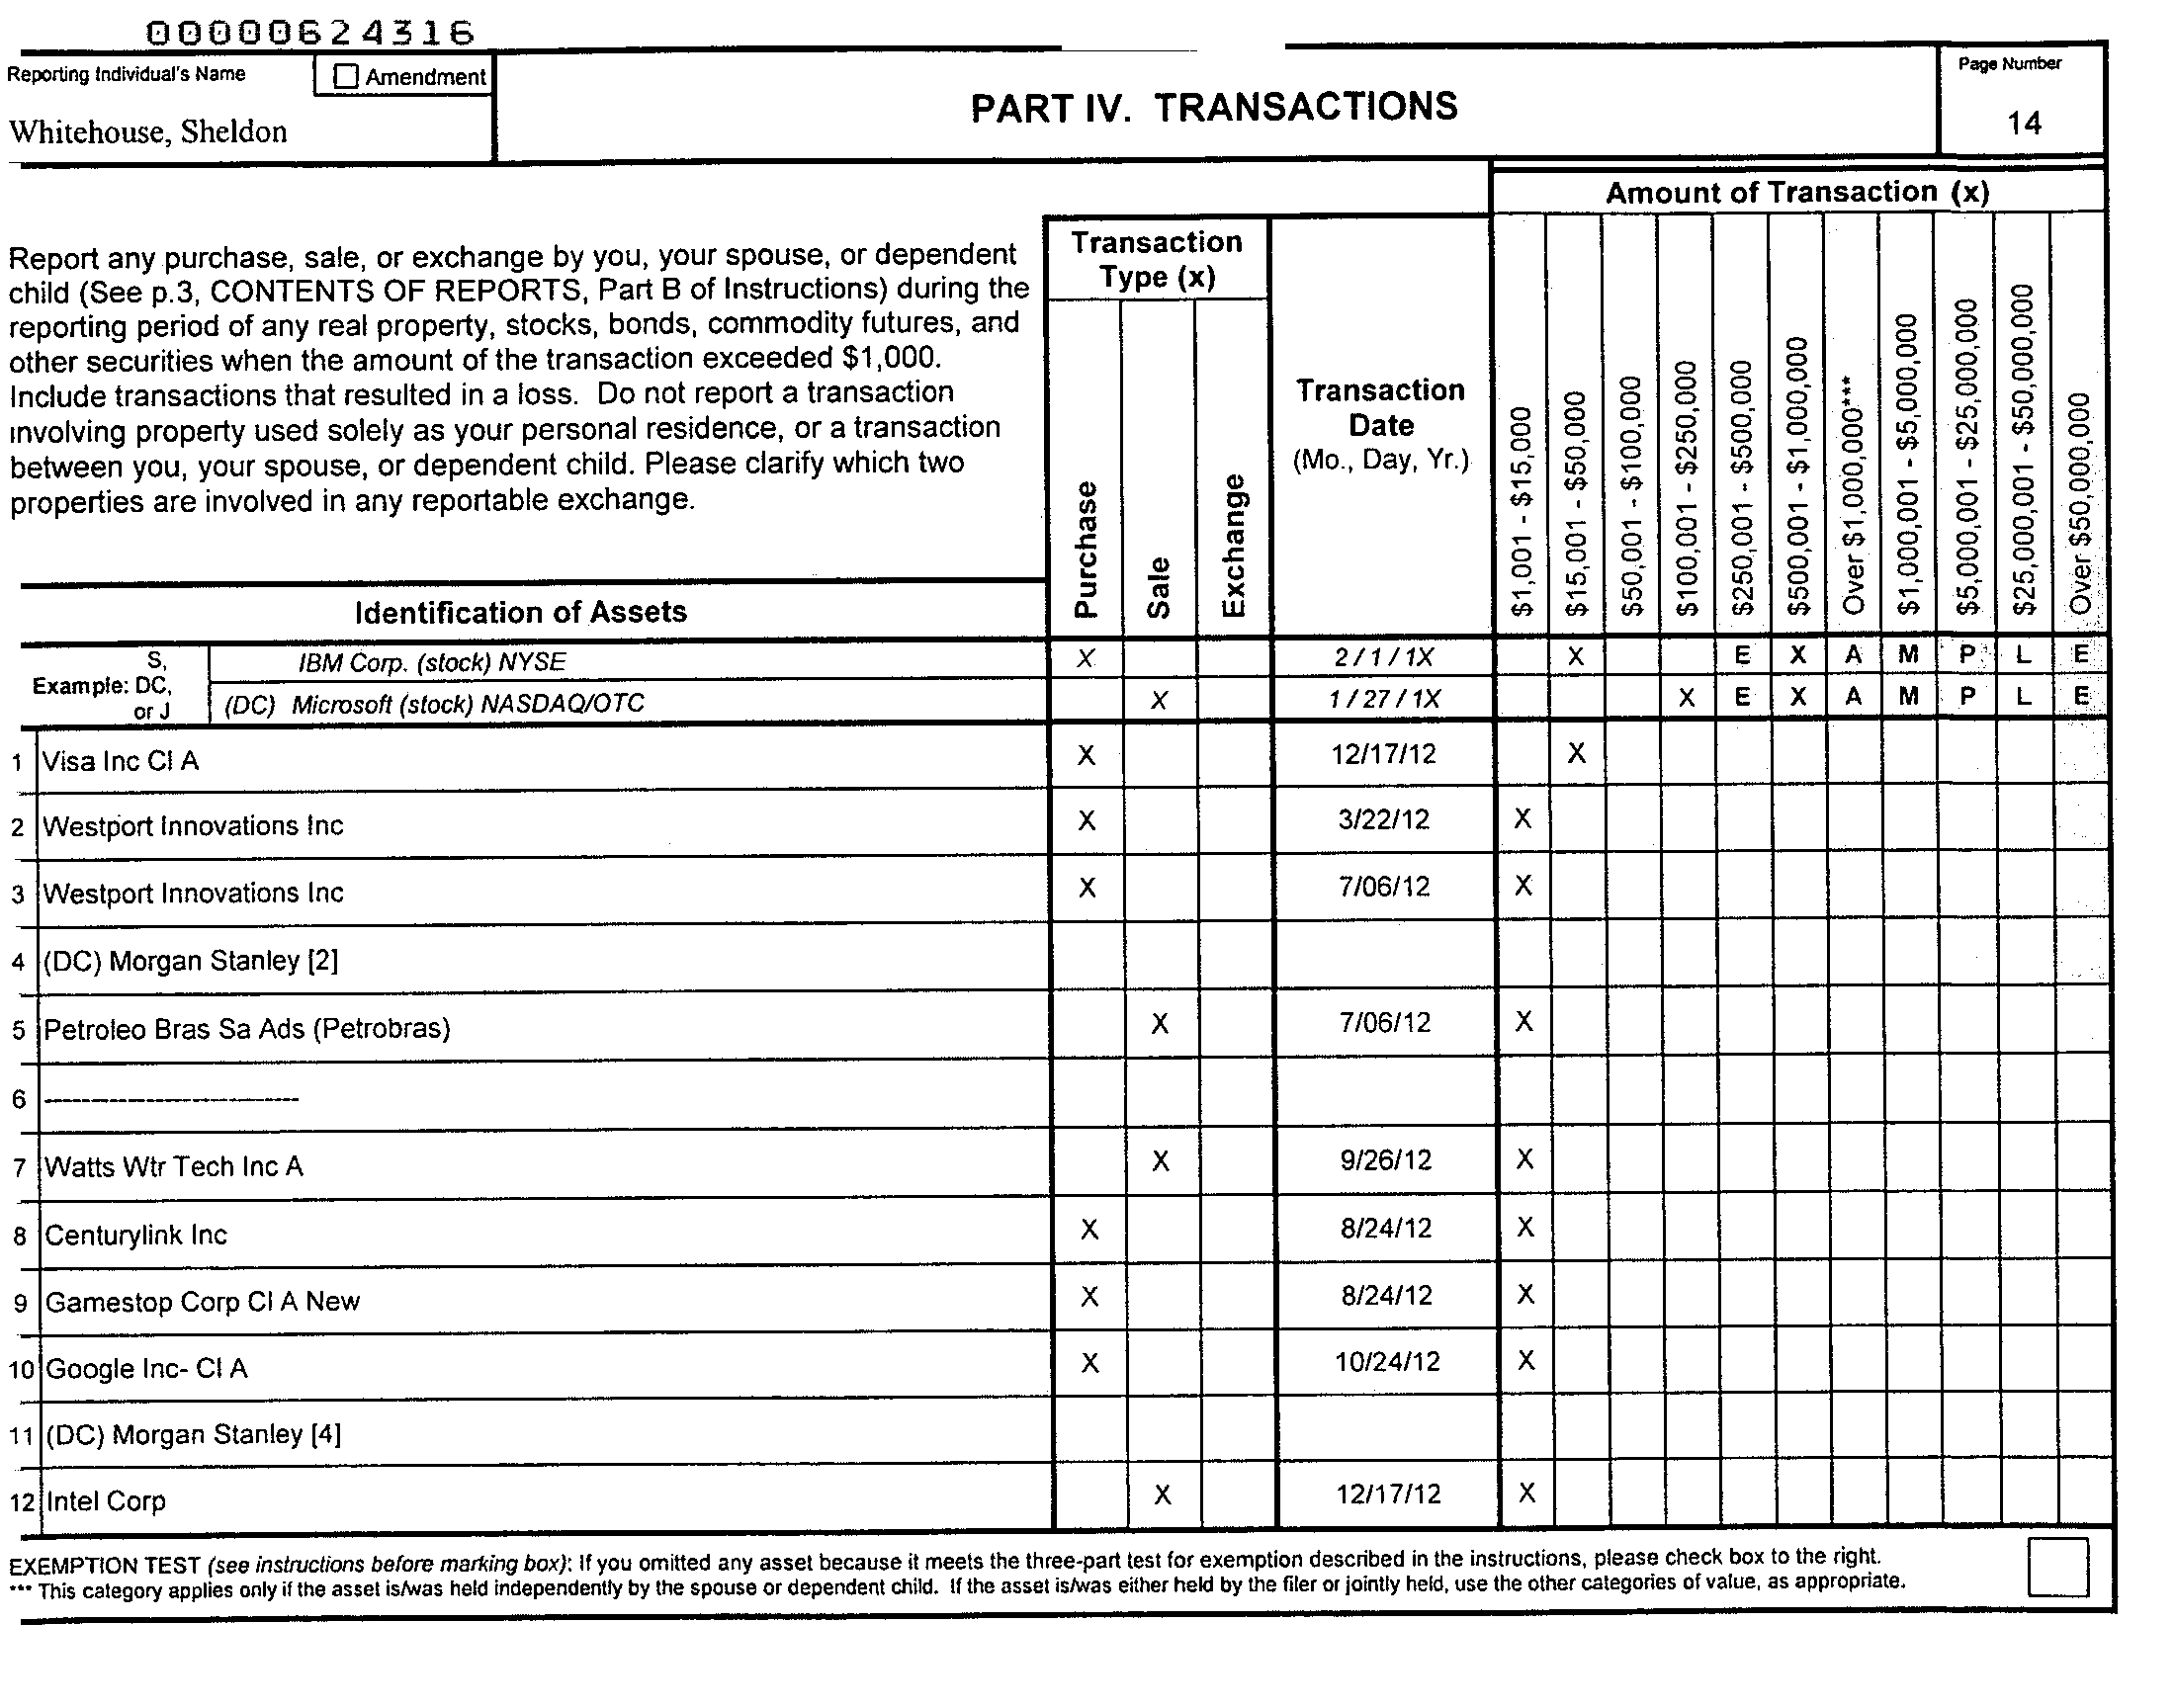 00000624316
Reporting Individual's Name
Amendment
Whitehouse, Sheldon
PART IV. TRANSACTIONS
Page Number
14
Amount of Transaction (x)
Report any purchase, sale, or exchange by you, your spouse, or dependent
child (See p.3, CONTENTS OF REPORTS, Part B of Instructions) during the
reporting period of any real property, stocks, bonds, commodity futures, and
other securities when the amount of the transaction exceeded $1,000.
Include transactions that resulted in a loss. Do not report a transaction
involving property used solely as your personal residence, or a transaction
between you, your spouse, or dependent child. Please clarify which two
properties are involved in any reportable exchange.
Transaction
Type (x)
Purchase
Sale
Exchange
Transaction
Date
(Mo., Day, Yr.)
$1,001 - $15,000
$15,001 - $50,000
$50,001 - $100,000
$100,001 - $250,000
$250,001 - $500,000
$500,001 - $1,000,000
Over $1,000,000***
$1,000,001 - $5,000,000
$5,000,001 - $25,000,000
$25,000,001 - $50,000,000
Over $50,000,000
Identification of Assets
Example: S, DC, or J
IBM Corp. (stock) NYSE X 2 / 1 / 1X X E X A M P L E
(DC) Microsoft (stock) NASDAQ/OTC X 1 / 27 / 1X X E X A M P L E
1 Visa Inc Cl A X 12/17/12 X
2 Westport Innovations Inc X 3/22/12 X
3 Westport Innovations Inc X 7/06/12 X
4 (DC) Morgan Stanley [2]
5 Petroleo Bras Sa Ads (Petrobras) X 7/06/12 X
6 -------------------------
7 Watts Wtr Tech Inc A X 9/26/12 X
8 Centurylink Inc X 8/24/12 X
9 Gamestop Corp Cl A New X 8/24/12 X
10 Google Inc- Cl A X 10/24/12 X
11 (DC) Morgan Stanley [4]
12 Intel Corp X 12/17/12 X
EXEMPTION TEST (see instructions before marking box): If you omitted any asset because it meets the three-part test for exemption described in the instructions, please check box to the right.
*** This category applies only if the asset is/was held independently by the spouse or dependent child. If the asset is/was either held by the filer or jointly held, use the other categories of value, as appropriate.